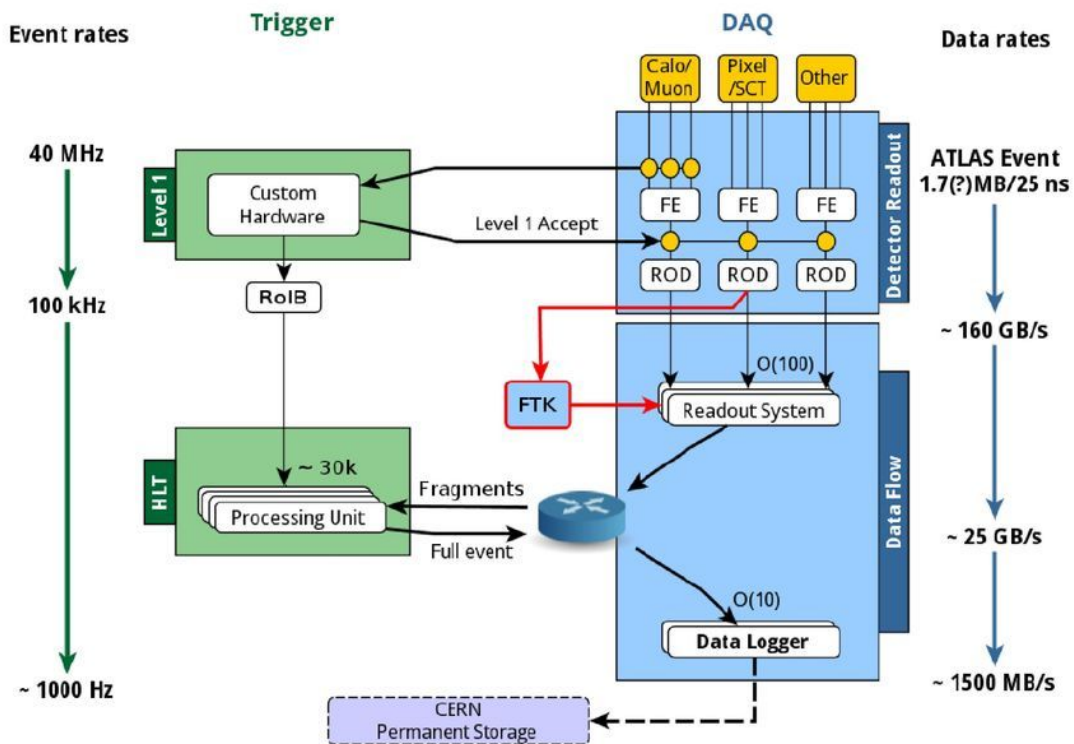 Event rates
Trigger
DAQ
Data rates
Calo/
Muon
Pixel
/SCT
Other
40 MHz
Level 1
Custom
Hardware
FE
FE
FE
Detector Readout
ATLAS Event
1.7(?)MB/25 ns
Level 1 Accept
ROD
ROD
ROD
RoIB
100 kHz
~ 160 GB/s
O(100)
FTK
Readout System
HLT
~ 30k
Processing Unit
Fragments
Full event
Data Flow
~ 25 GB/s
O(10)
Data Logger
~ 1000 Hz
~ 1500 MB/s
CERN
Permanent Storage